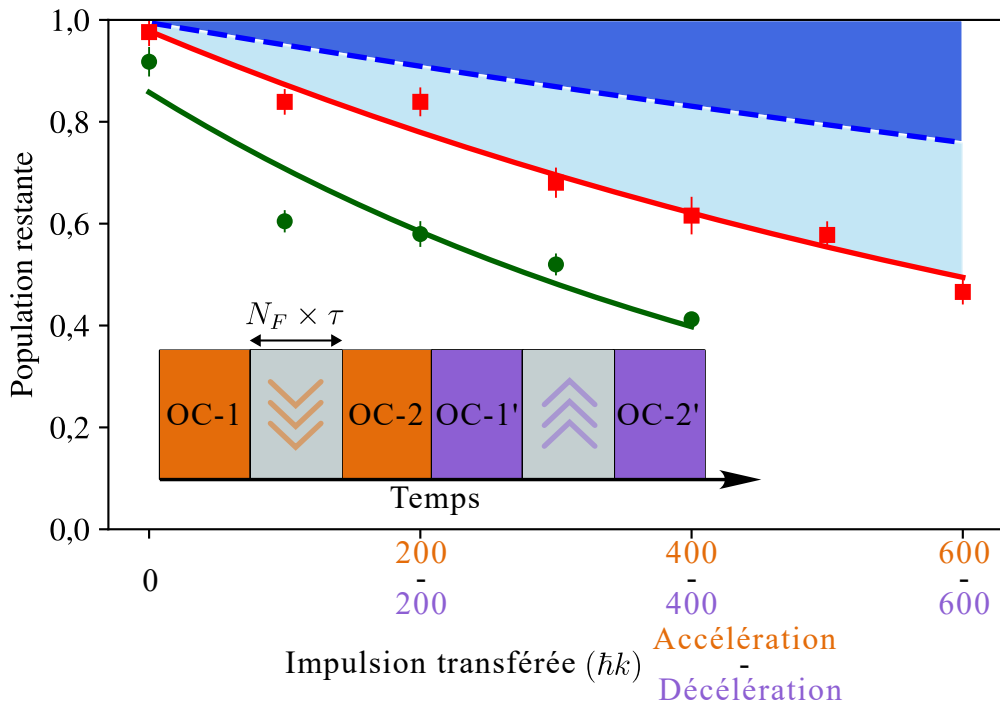 1,0
0,8
0,6
0,4
0,2
0,0
Population restante
N_F × τ
OC-1
OC-2
OC-1'
OC-2'
Temps
0
200
-
200
400
-
400
600
-
600
Impulsion transférée (ħk)
Accélération
-
Décélération